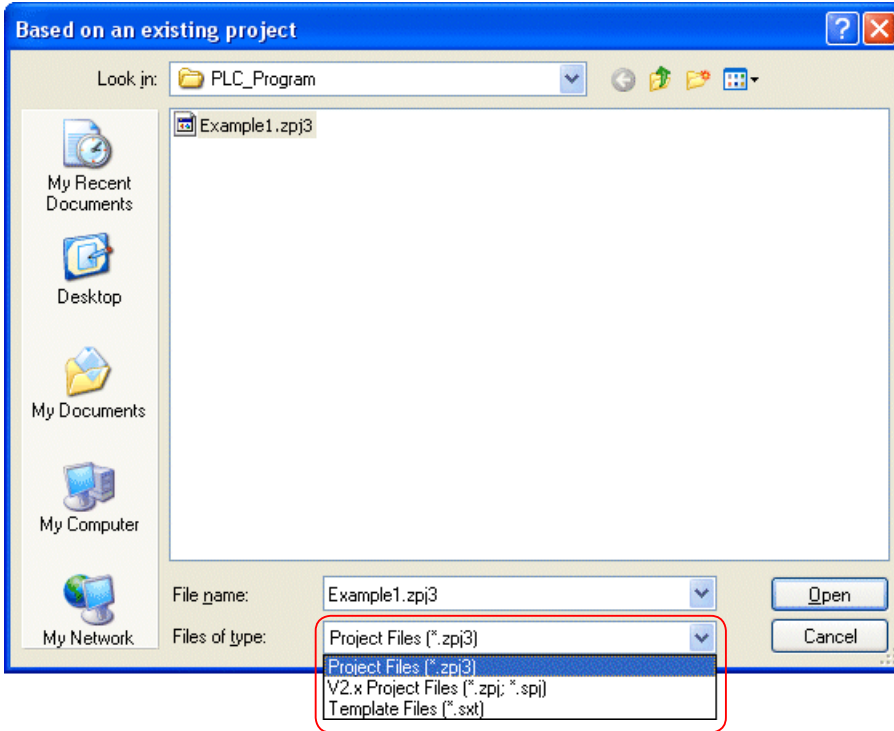 Based on an existing project
Look in:
PLC_Program
Example1.zpj3
My Recent
Documents
Desktop
My Documents
My Computer
My Network
File name:
Example1.zpj3
Open
Files of type:
Project Files (*.zpj3)
Cancel
Project Files (*.zpj3)
V2.x Project Files (*.zpj; *.spj)
Template Files (*.sxt)